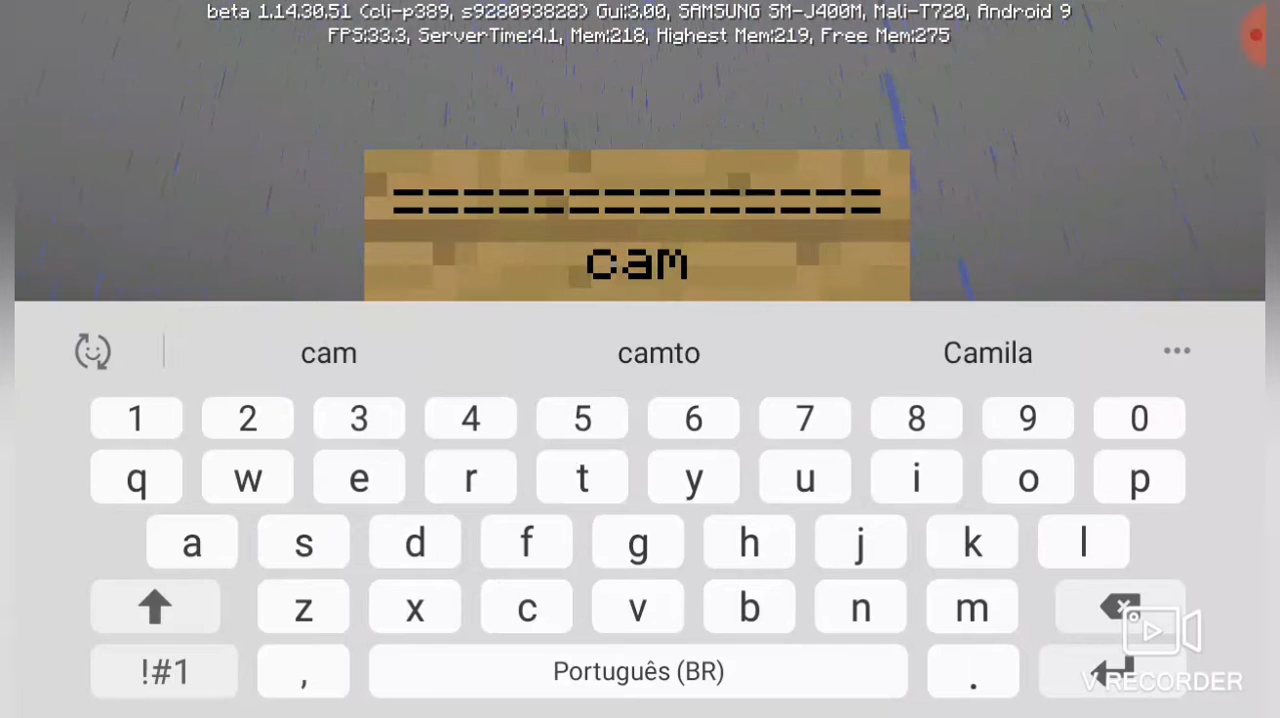 beta 1.14.30.51 (cli-p389, s928093828) Gui:3.00, SAMSUNG SM-J400M, Mali-T720, Android 9
FPS:33.3, ServerTime:4.1, Mem:218, Highest Mem:219, Free Mem:275
==============
cam
cam camto Camila •••
1 2 3 4 5 6 7 8 9 0
q w e r t y u i o p
a s d f g h j k l
z x c v b n m
!#1 , Português (BR) .
V RECORDER